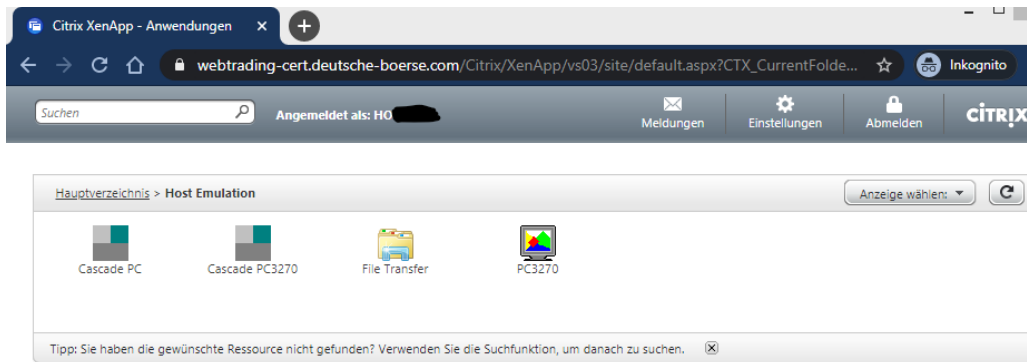 Citrix XenApp - Anwendungen
webtrading-cert.deutsche-boerse.com/Citrix/XenApp/vs03/site/default.aspx?CTX_CurrentFolde... Inkognito
Suchen Angemeldet als: HO Meldungen Einstellungen Abmelden CITRIX
Hauptverzeichnis > Host Emulation Anzeige wählen:
Cascade PC Cascade PC3270 File Transfer PC3270
Tipp: Sie haben die gewünschte Ressource nicht gefunden? Verwenden Sie die Suchfunktion, um danach zu suchen.